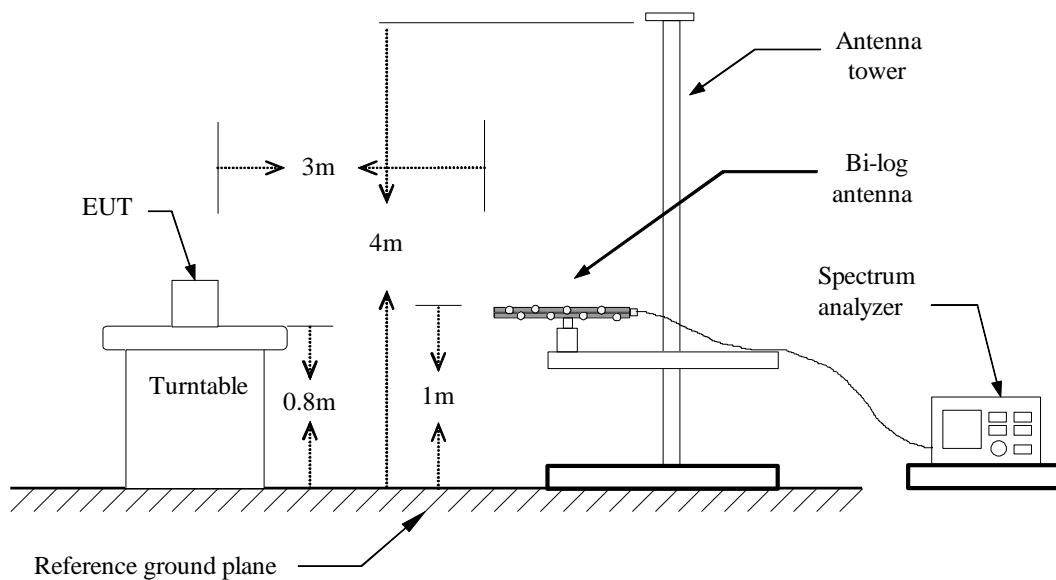 Antenna
tower
3m
Bi-log
antenna
EUT
4m
Spectrum
analyzer
Turntable
0.8m
1m
Reference ground plane